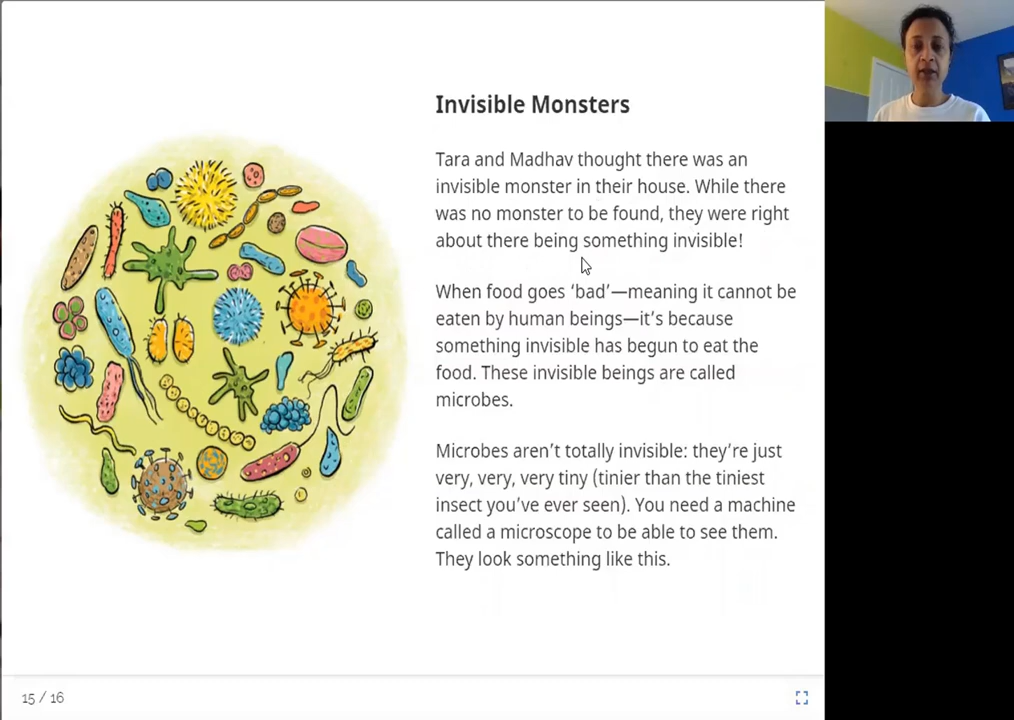 Invisible Monsters
Tara and Madhav thought there was an
invisible monster in their house. While there
was no monster to be found, they were right
about there being something invisible!
When food goes ‘bad’—meaning it cannot be
eaten by human beings—it’s because
something invisible has begun to eat the
food. These invisible beings are called
microbes.
Microbes aren’t totally invisible: they’re just
very, very, very tiny (tinier than the tiniest
insect you’ve ever seen). You need a machine
called a microscope to be able to see them.
They look something like this.
15 / 16